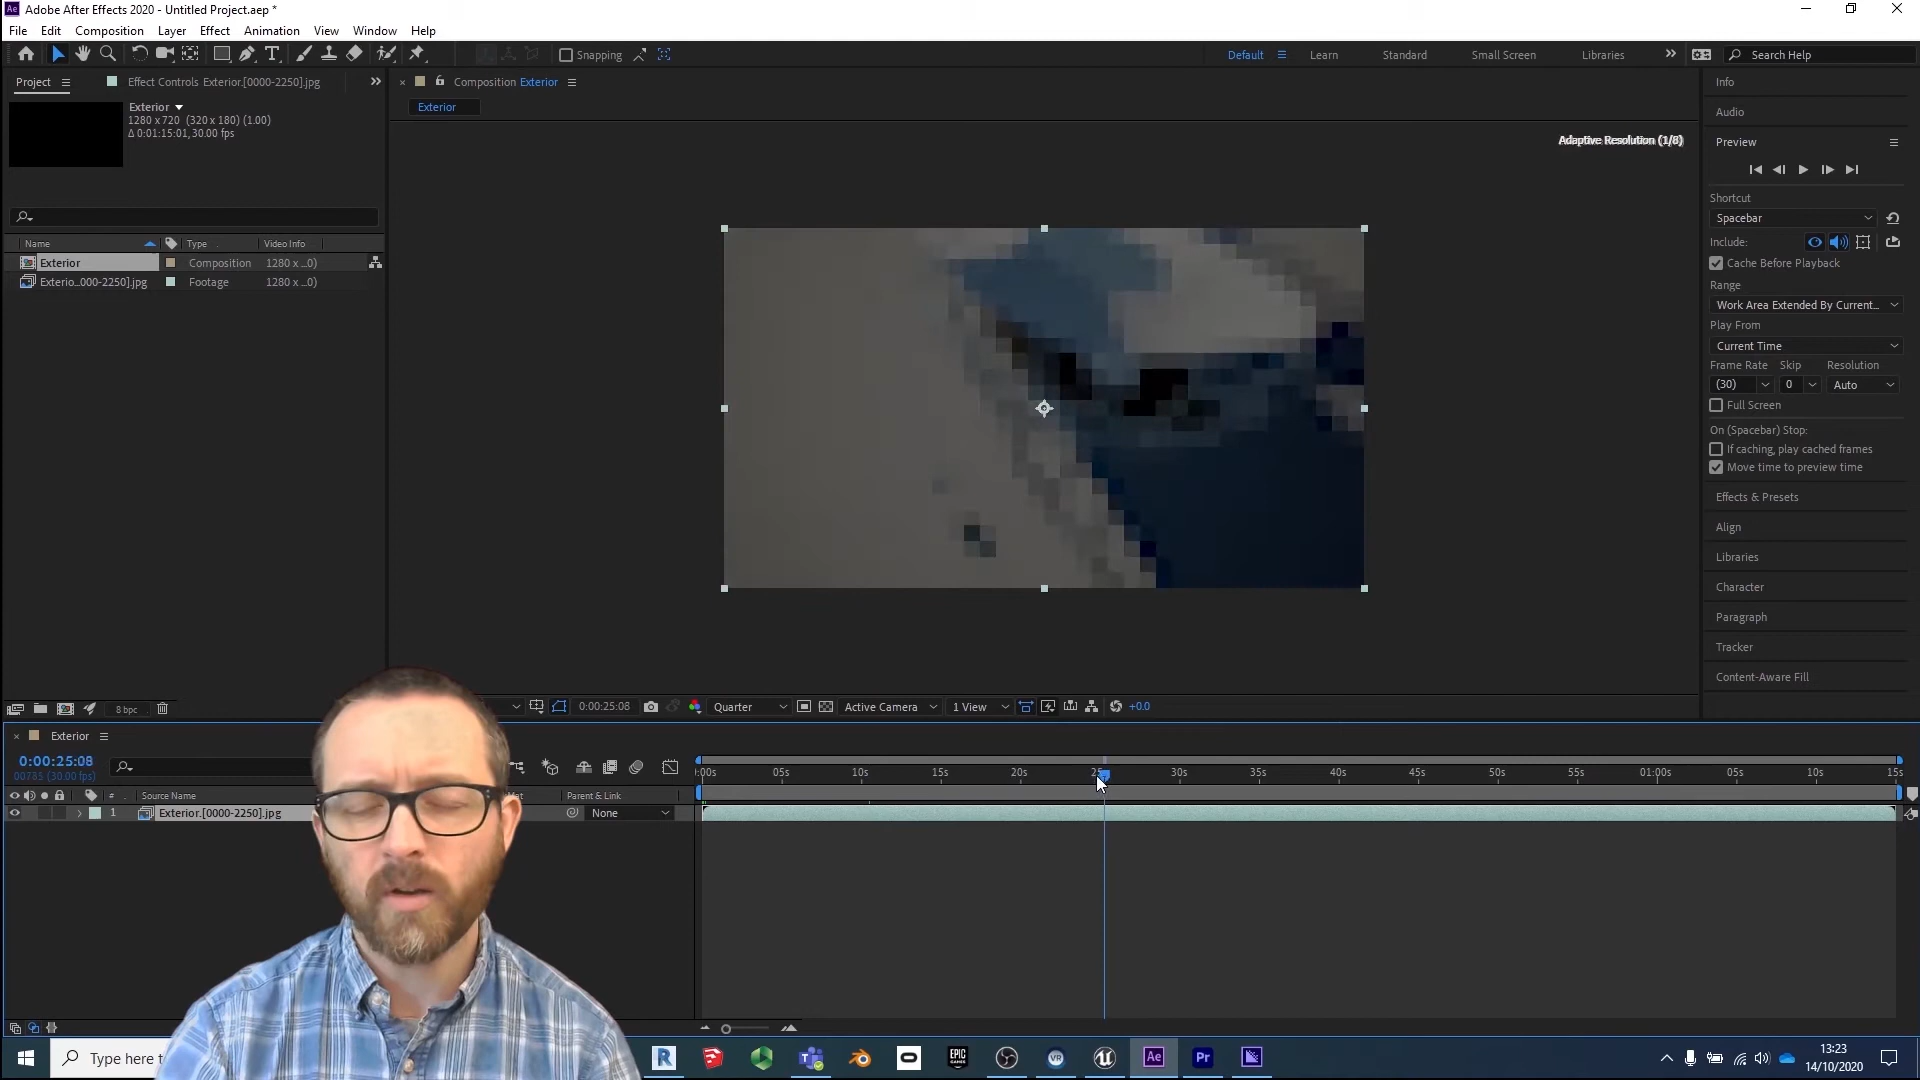 Adobe After Effects 2020 - Untitled Project.aep *
File Edit Composition Layer Effect Animation View Window Help
Snapping
Default Learn Standard Small Screen Libraries Search Help
Project Effect Controls Exterior.[0000-2250].jpg
Composition Exterior
Exterior
Exterior
1280 x 720 (320 x 180) (1.00)
Δ 0:01:15:01, 30.00 fps
Adaptive Resolution (1/8)
Name Type Video Info
Exterior Composition 1280 x ...0)
Exterio...000-2250].jpg Footage 1280 x ...0)
Info
Audio
Preview
Shortcut
Spacebar
Include:
Cache Before Playback
Range
Work Area Extended By Current...
Play From
Current Time
Frame Rate Skip Resolution
(30) 0 Auto
Full Screen
On (Spacebar) Stop:
If caching, play cached frames
Move time to preview time
Effects & Presets
Align
Libraries
Character
Paragraph
Tracker
Content-Aware Fill
8 bpc
0:00:25:08 Quarter Active Camera 1 View +0.0
Exterior
0:00:25:08
00785 (30.00 fps)
:00s 05s 10s 15s 20s 30s 35s 40s 45s 50s 55s 01:00s 05s 10s 15s
# Source Name Mat Parent & Link
1 Exterior.[0000-2250].jpg None
Type here t
R EPIC GAMES VR Ae Pr
13:23
14/10/2020